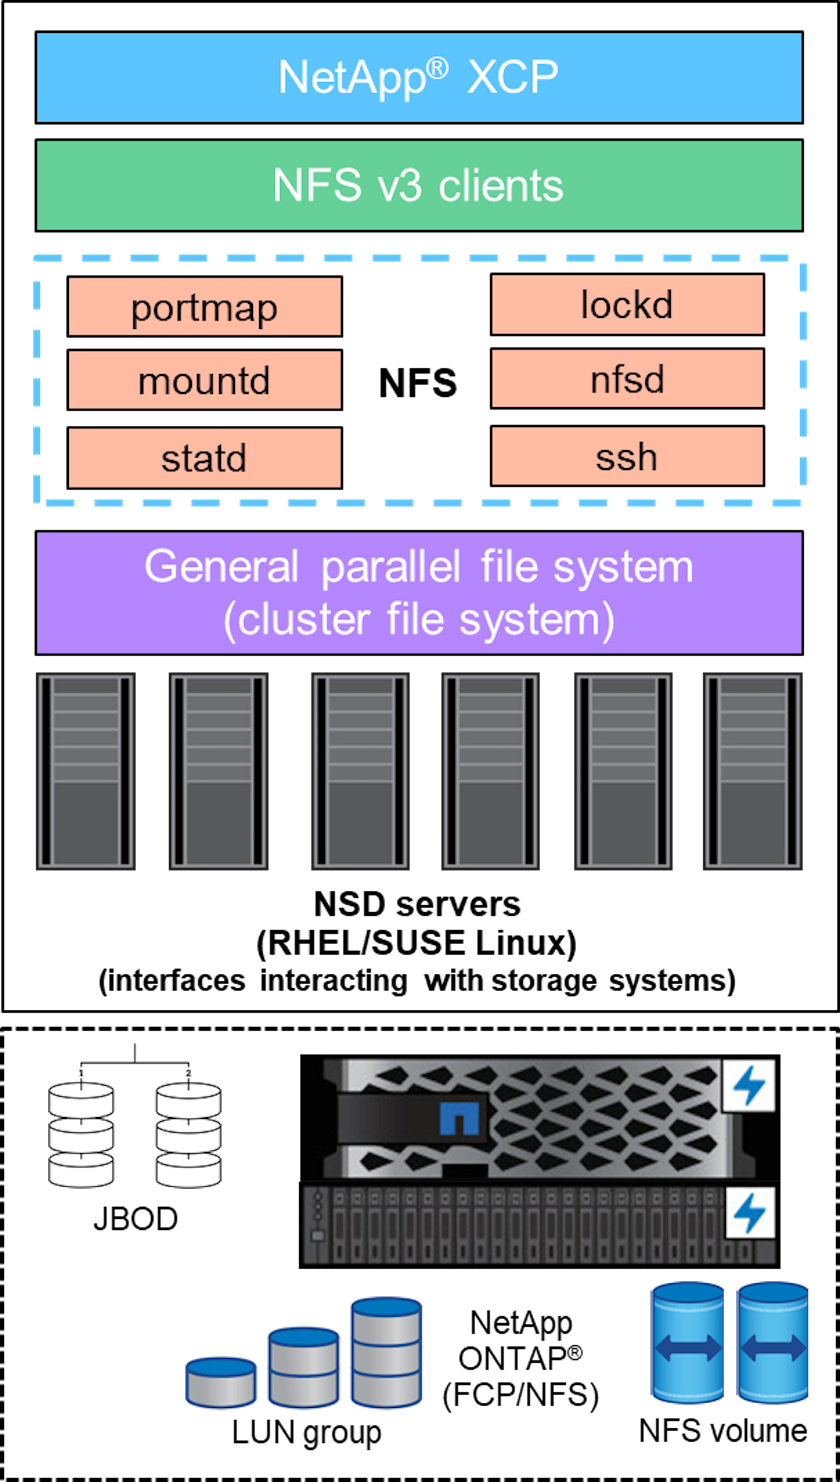 NetApp® XCP
NFS v3 clients
portmap
lockd
mountd
NFS
nfsd
statd
ssh
General parallel file system
(cluster file system)
NSD servers
(RHEL/SUSE Linux)
(interfaces interacting with storage systems)
1
2
JBOD
NetApp
ONTAP®
(FCP/NFS)
LUN group
NFS volume